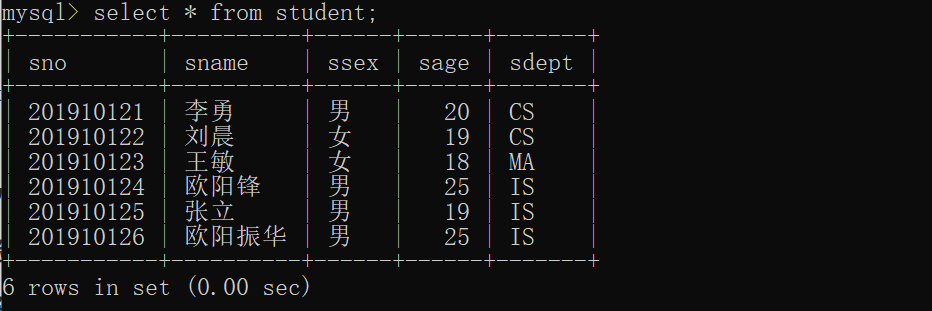 mysql> select * from student;
+-----------+----------+------+------+-------+
| sno       | sname    | ssex | sage | sdept |
+-----------+----------+------+------+-------+
| 201910121 | 李勇     | 男   |   20 | CS    |
| 201910122 | 刘晨     | 女   |   19 | CS    |
| 201910123 | 王敏     | 女   |   18 | MA    |
| 201910124 | 欧阳锋   | 男   |   25 | IS    |
| 201910125 | 张立     | 男   |   19 | IS    |
| 201910126 | 欧阳振华 | 男   |   25 | IS    |
+-----------+----------+------+------+-------+
6 rows in set (0.00 sec)